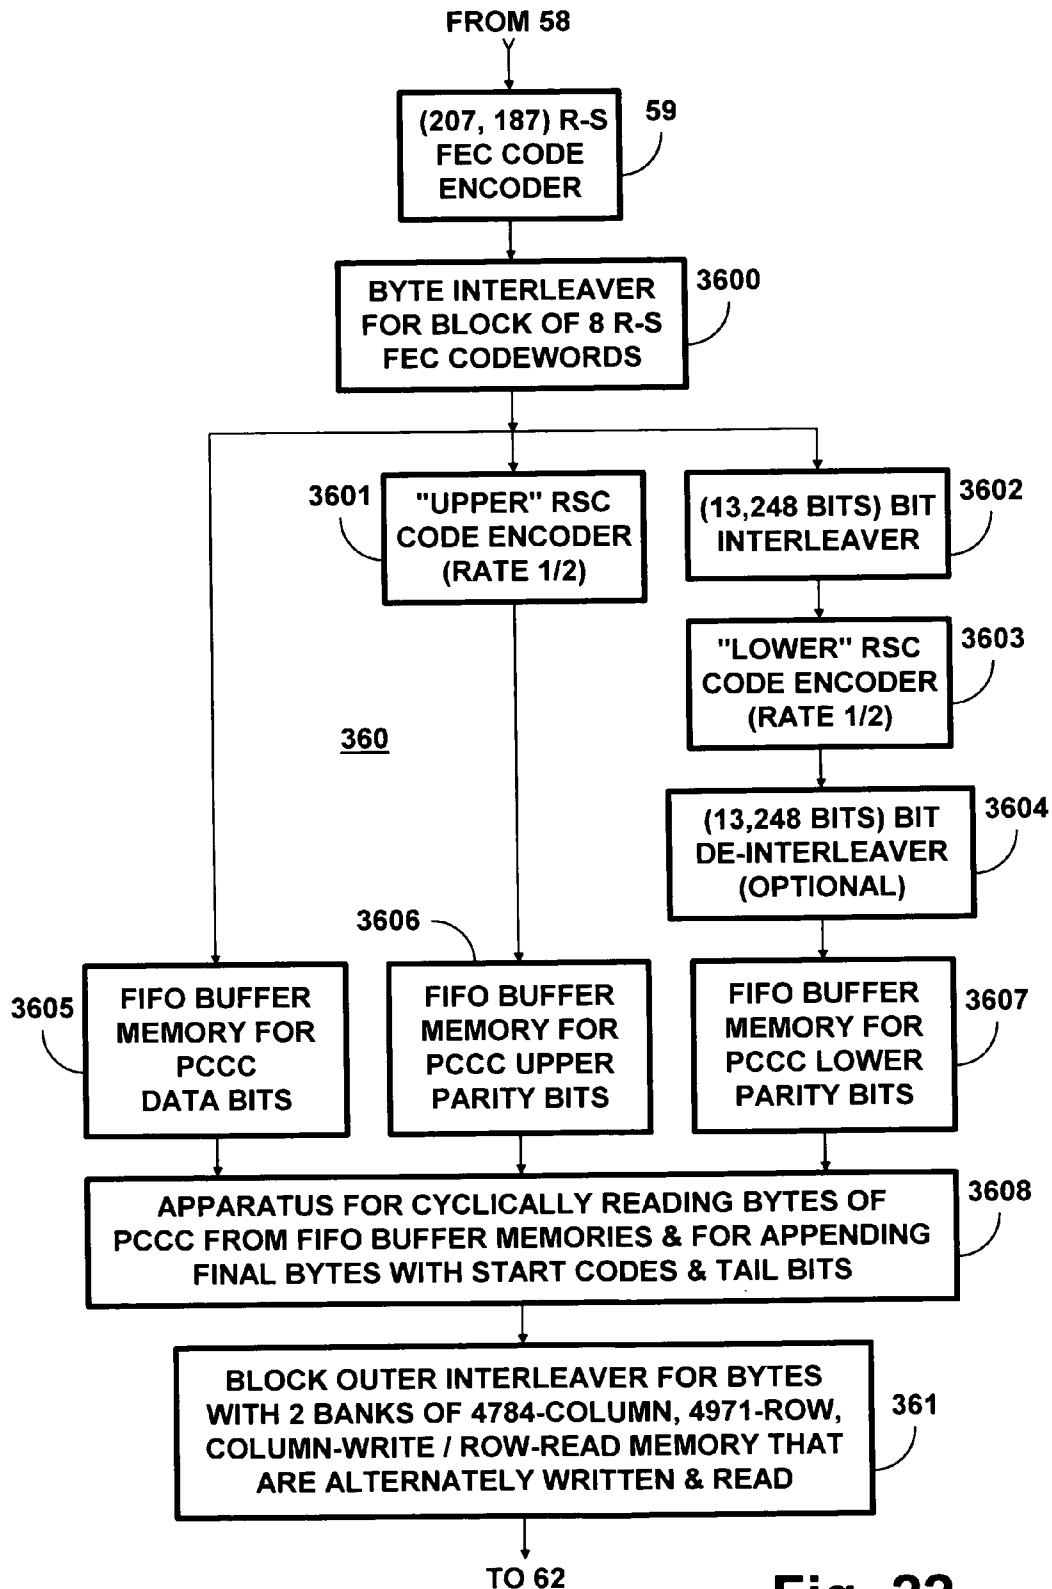 FROM 58
(207, 187) R-S
FEC CODE
ENCODER
59
BYTE INTERLEAVER
FOR BLOCK OF 8 R-S
FEC CODEWORDS
3600
3601
"UPPER" RSC
CODE ENCODER
(RATE 1/2)
(13,248 BITS) BIT
INTERLEAVER
3602
"LOWER" RSC
CODE ENCODER
(RATE 1/2)
3603
360
(13,248 BITS) BIT
DE-INTERLEAVER
(OPTIONAL)
3604
3605
FIFO BUFFER
MEMORY FOR
PCCC
DATA BITS
3606
FIFO BUFFER
MEMORY FOR
PCCC UPPER
PARITY BITS
FIFO BUFFER
MEMORY FOR
PCCC LOWER
PARITY BITS
3607
APPARATUS FOR CYCLICALLY READING BYTES OF
PCCC FROM FIFO BUFFER MEMORIES & FOR APPENDING
FINAL BYTES WITH START CODES & TAIL BITS
3608
BLOCK OUTER INTERLEAVER FOR BYTES
WITH 2 BANKS OF 4784-COLUMN, 4971-ROW,
COLUMN-WRITE / ROW-READ MEMORY THAT
ARE ALTERNATELY WRITTEN & READ
361
TO 62